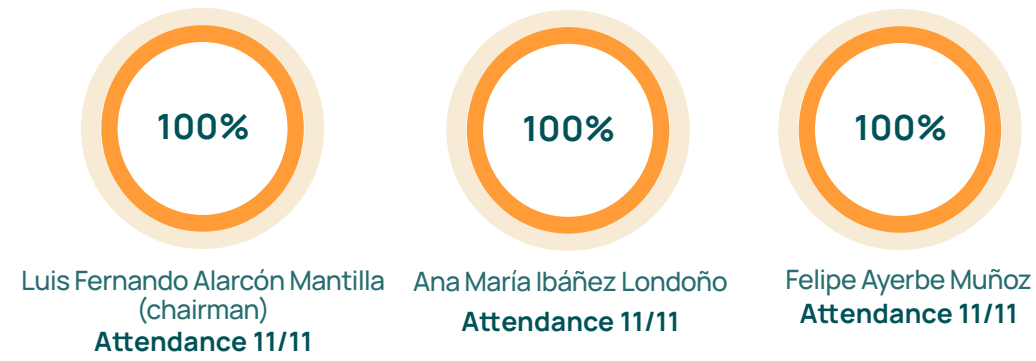 100%
100%
100%
Luis Fernando Alarcón Mantilla
(chairman)
Attendance 11/11
Ana María Ibáñez Londoño
Attendance 11/11
Felipe Ayerbe Muñoz
Attendance 11/11